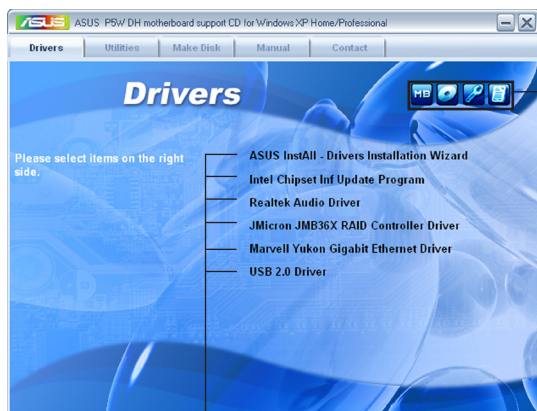 ASUS ASUS P5W DH motherboard support CD for Windows XP Home/Professional
Drivers Utilities Make Disk Manual Contact
Drivers
MB
Please select items on the right
side.
ASUS InstAll - Drivers Installation Wizard
Intel Chipset Inf Update Program
Realtek Audio Driver
JMicron JMB36X RAID Controller Driver
Marvell Yukon Gigabit Ethernet Driver
USB 2.0 Driver